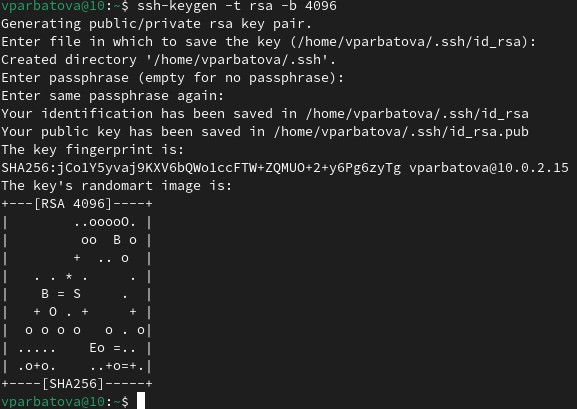 vparbatova@10:~$ ssh-keygen -t rsa -b 4096
Generating public/private rsa key pair.
Enter file in which to save the key (/home/vparbatova/.ssh/id_rsa):
Created directory '/home/vparbatova/.ssh'.
Enter passphrase (empty for no passphrase):
Enter same passphrase again:
Your identification has been saved in /home/vparbatova/.ssh/id_rsa
Your public key has been saved in /home/vparbatova/.ssh/id_rsa.pub
The key fingerprint is:
SHA256:jCo1Y5yvaj9KXV6bQWo1ccFTW+ZQMUO+2+y6Pg6zyTg vparbatova@10.0.2.15
The key's randomart image is:
+---[RSA 4096]----+
|        ..ooooO. |
|         oo  B o |
|        +  .. o  |
|   . . * .     . |
|    B = S     .  |
|   + O . +     + |
|  o o o o   o . o|
| .....    Eo =.. |
| .o+o.    ..+o=+.|
+----[SHA256]-----+
vparbatova@10:~$